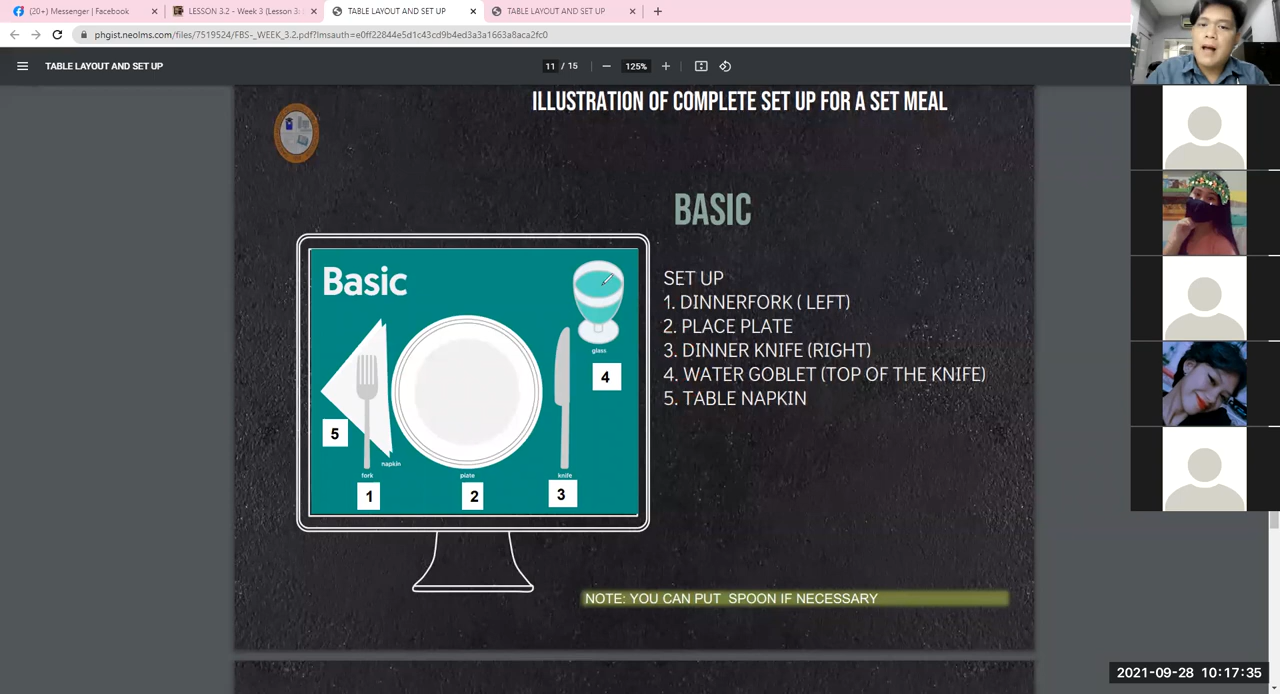 (20+) Messenger | Facebook
LESSON 3.2 - Week 3 (Lesson 3.
TABLE LAYOUT AND SET UP
TABLE LAYOUT AND SET UP
phgist.neolms.com/files/7519524/FBS-_WEEK_3.2.pdf?lmsauth=e0ff22844e5d1c43cd9b4ed3a3a1663a8aca2fc0
TABLE LAYOUT AND SET UP
11 / 15
125%
ILLUSTRATION OF COMPLETE SET UP FOR A SET MEAL
BASIC
Basic
glass
4
5
napkin
fork
plate
knife
1
2
3
SET UP
1. DINNERFORK ( LEFT)
2. PLACE PLATE
3. DINNER KNIFE (RIGHT)
4. WATER GOBLET (TOP OF THE KNIFE)
5. TABLE NAPKIN
NOTE: YOU CAN PUT SPOON IF NECESSARY
2021-09-28 10:17:35